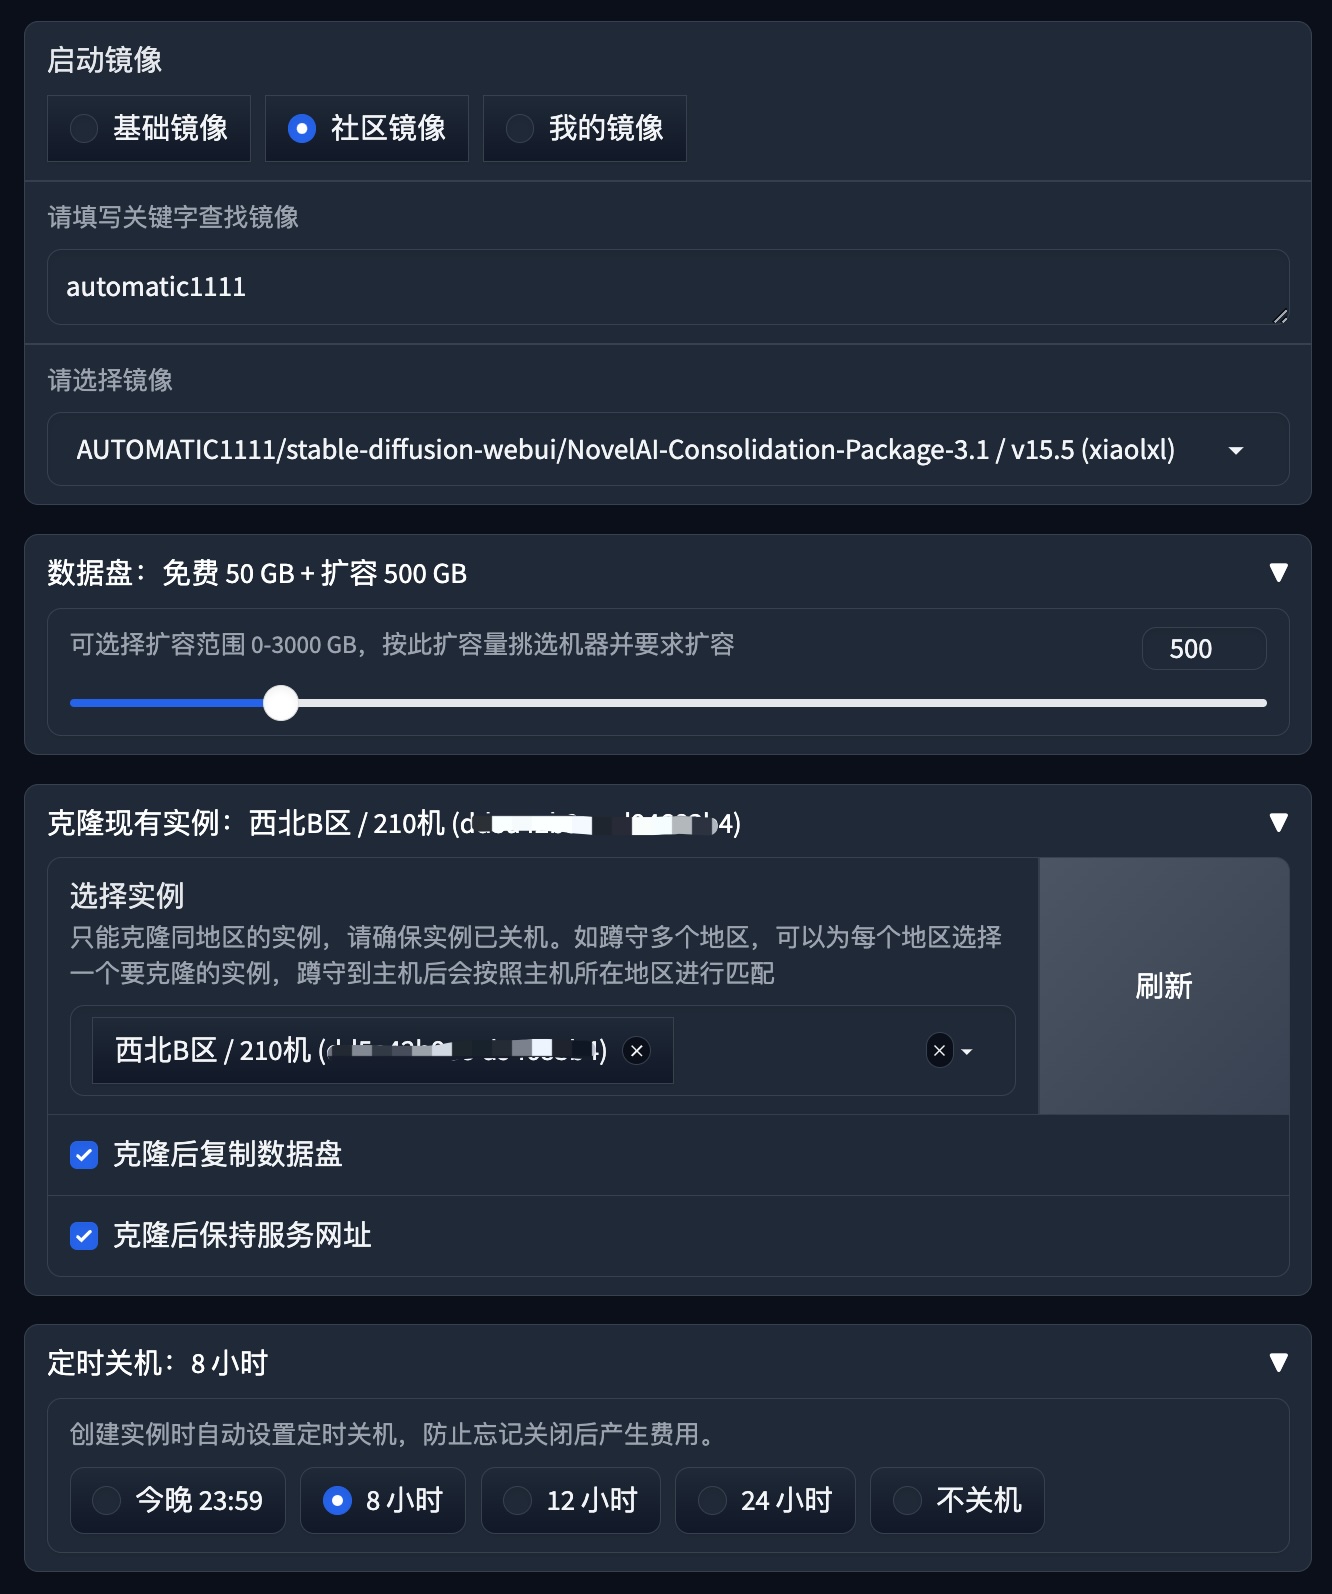 启动镜像
基础镜像 社区镜像 我的镜像
请填写关键字查找镜像
automatic1111
请选择镜像
AUTOMATIC1111/stable-diffusion-webui/NovelAI-Consolidation-Package-3.1 / v15.5 (xiaolxl)
数据盘：免费 50 GB + 扩容 500 GB
可选择扩容范围 0-3000 GB，按此扩容量挑选机器并要求扩容
500
克隆现有实例：西北B区 / 210机
选择实例
只能克隆同地区的实例，请确保实例已关机。如蹲守多个地区，可以为每个地区选择
一个要克隆的实例，蹲守到主机后会按照主机所在地区进行匹配
刷新
西北B区 / 210机
克隆后复制数据盘
克隆后保持服务网址
定时关机：8 小时
创建实例时自动设置定时关机，防止忘记关闭后产生费用。
今晚 23:59 8 小时 12 小时 24 小时 不关机